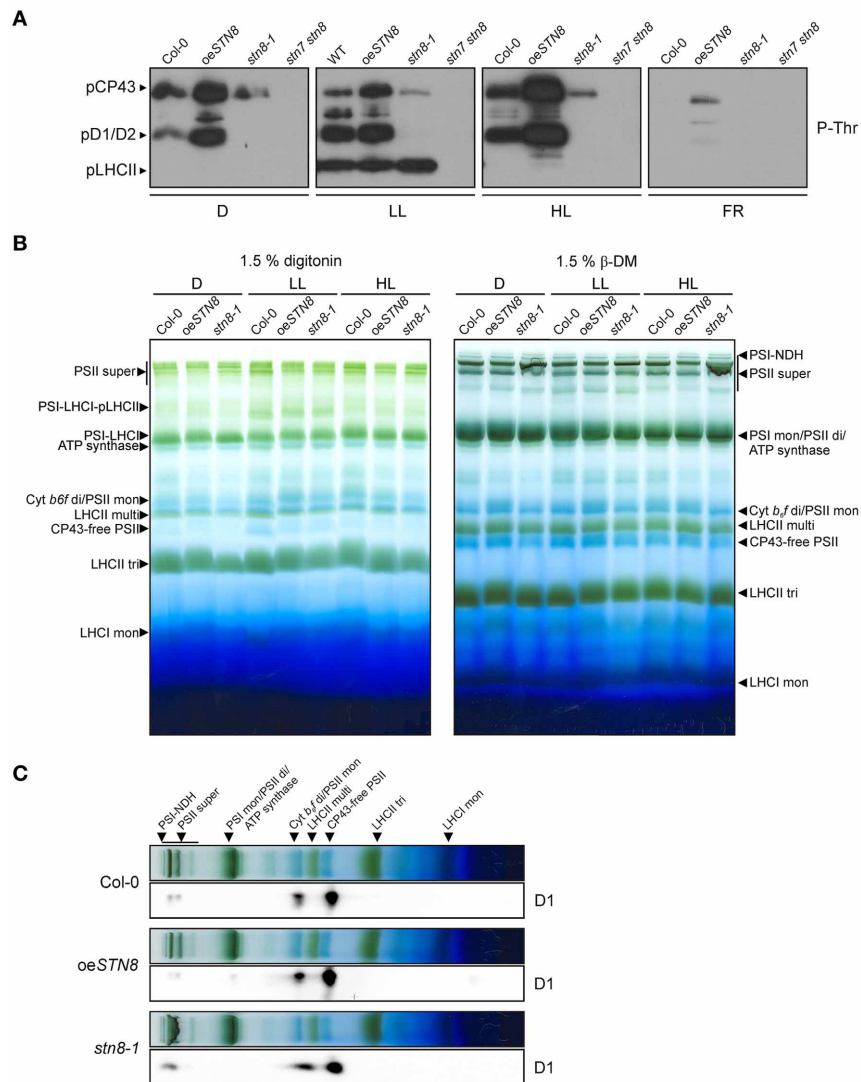 A
Col-0 oeSTN8 stn8-1 stn7 stn8 WT oeSTN8 stn8-1 stn7 stn8 Col-0 oeSTN8 stn8-1 stn7 stn8 Col-0 oeSTN8 stn8-1 stn7 stn8
pCP43
pD1/D2
pLHCII
P-Thr
D LL HL FR
B
1.5 % digitonin 1.5 % β-DM
D LL HL D LL HL
Col-0 oeSTN8 stn8-1 Col-0 oeSTN8 stn8-1 Col-0 oeSTN8 stn8-1 Col-0 oeSTN8 stn8-1 Col-0 oeSTN8 stn8-1 Col-0 oeSTN8 stn8-1
PSII super
PSI-LHCI-pLHCII
PSI-LHCI
ATP synthase
Cyt b6f di/PSII mon
LHCII multi
CP43-free PSII
LHCII tri
LHCI mon
PSI-NDH
PSII super
PSI mon/PSII di/
ATP synthase
Cyt b₆f di/PSII mon
LHCII multi
CP43-free PSII
LHCII tri
LHCI mon
C
PSI-NDH
PSII super
PSI mon/PSII di/
ATP synthase
Cyt b₆f di/PSII mon
LHCII multi
CP43-free PSII
LHCII tri
LHCI mon
Col-0
D1
oeSTN8
D1
stn8-1
D1